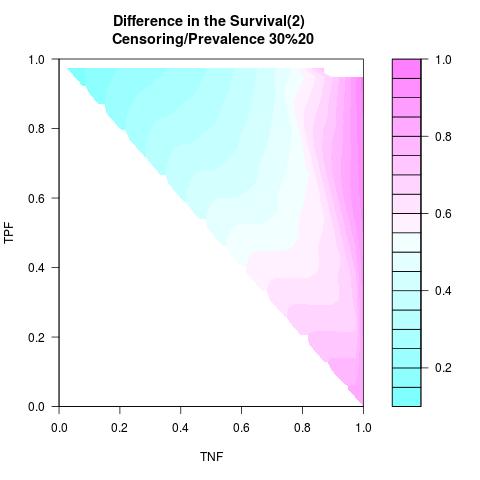 Difference in the Survival(2)
Censoring/Prevalence 30%20
1.0
0.8
0.6
0.4
0.2
0.0
TPF
0.0 0.2 0.4 0.6 0.8 1.0
TNF
1.0
0.8
0.6
0.4
0.2